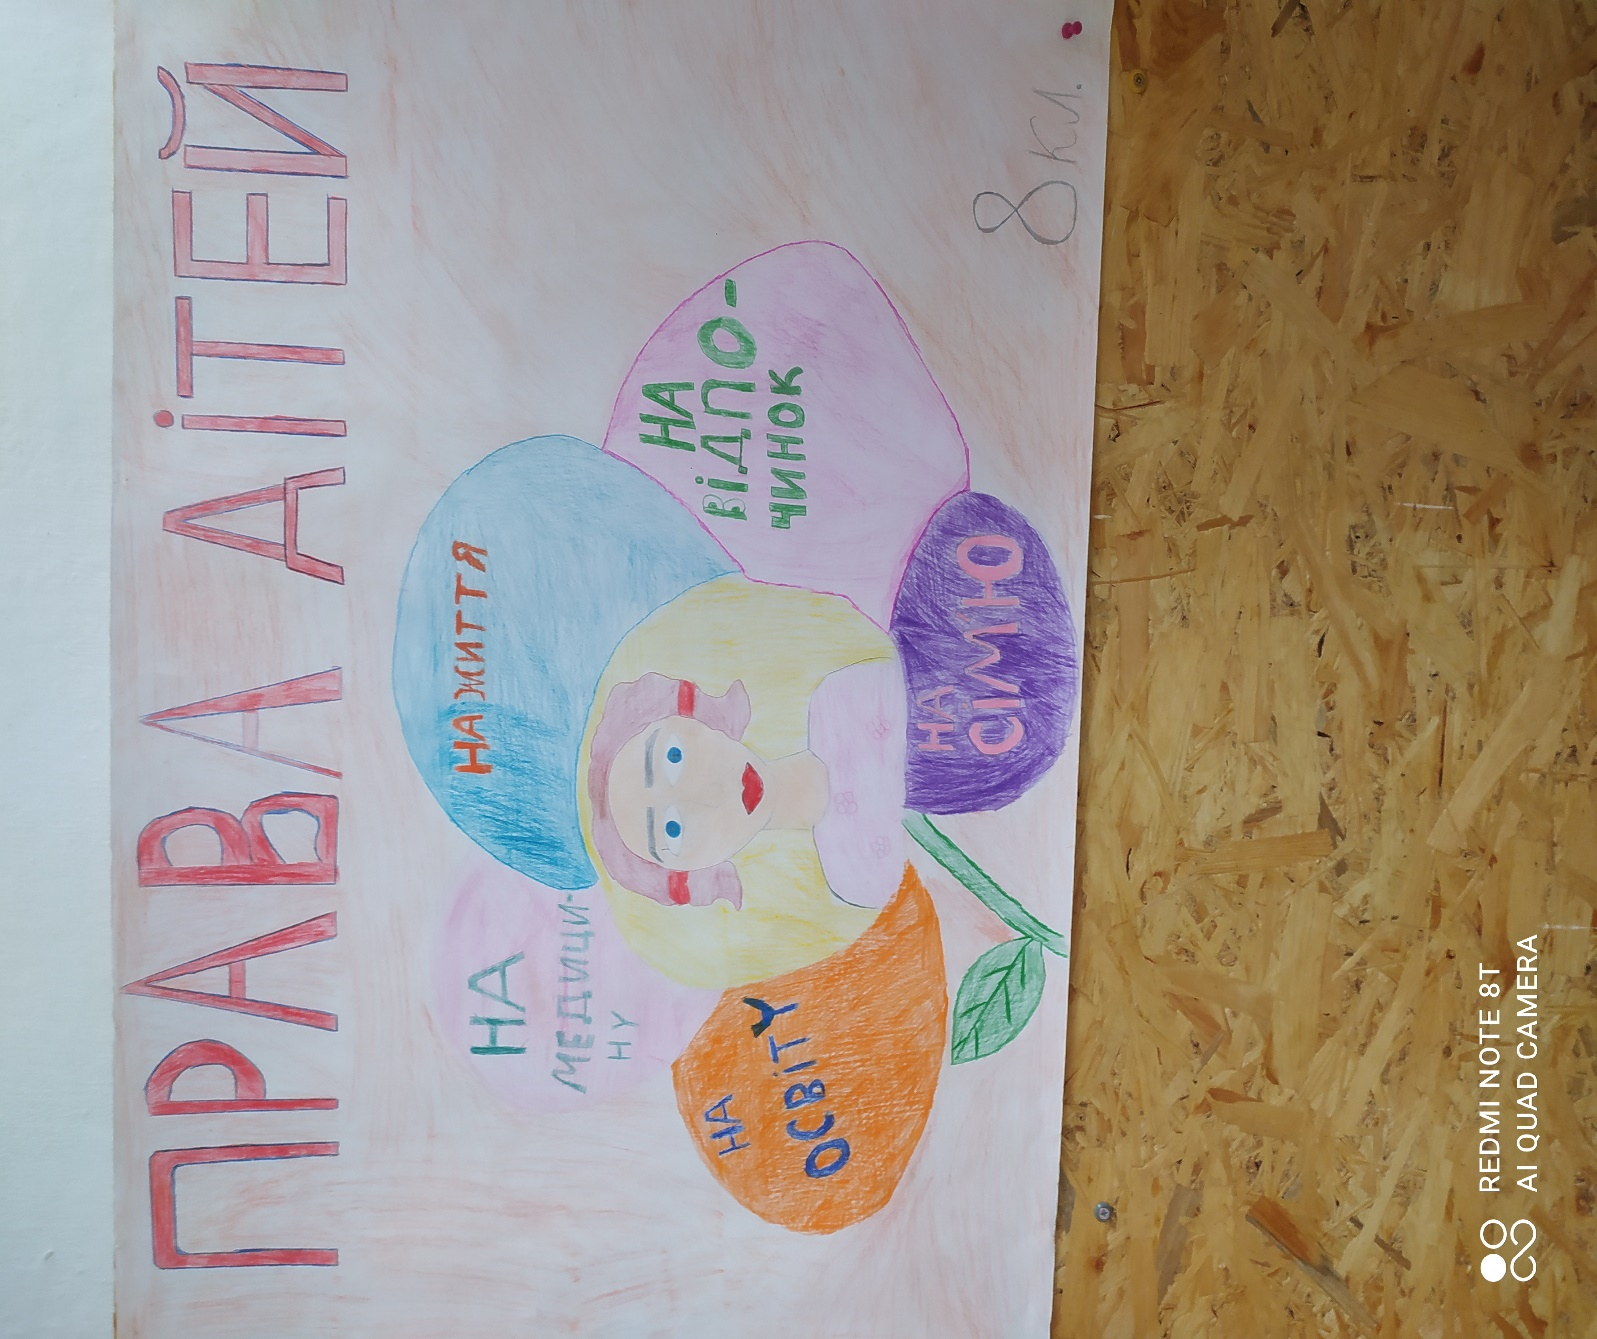 ПРАВА ДІТЕЙ
НА ЖИТТЯ
НА
МЕДИЦИ-
НУ
НА
ВІДПО-
ЧИНОК
НА
ОСВІТУ
НА
СІМ'Ю
8 кл.
REDMI NOTE 8T
AI QUAD CAMERA